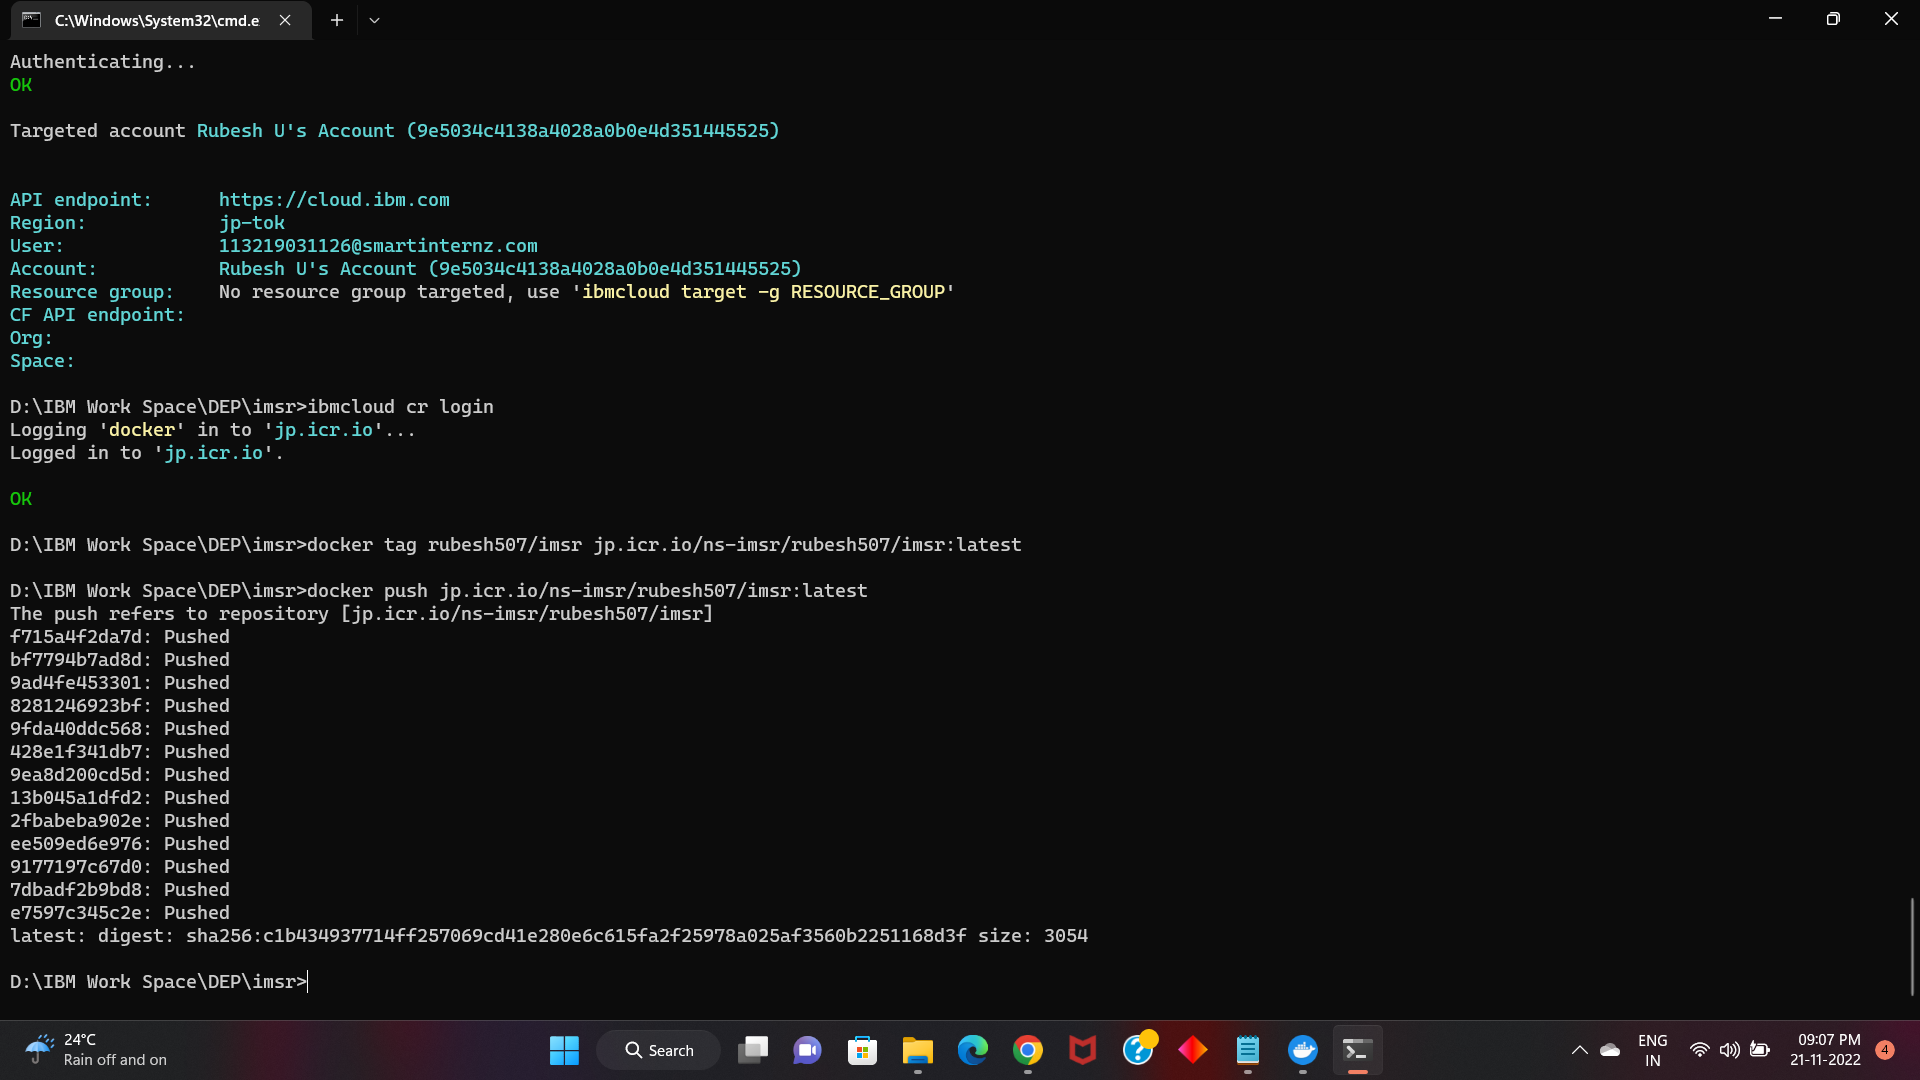 C:\Windows\System32\cmd.e
Authenticating...
OK
Targeted account Rubesh U's Account (9e5034c4138a4028a0b0e4d351445525)
API endpoint: https://cloud.ibm.com
Region: jp-tok
User: 113219031126@smartinternz.com
Account: Rubesh U's Account (9e5034c4138a4028a0b0e4d351445525)
Resource group: No resource group targeted, use 'ibmcloud target -g RESOURCE_GROUP'
CF API endpoint:
Org:
Space:
D:\IBM Work Space\DEP\imsr>ibmcloud cr login
Logging 'docker' in to 'jp.icr.io'...
Logged in to 'jp.icr.io'.
OK
D:\IBM Work Space\DEP\imsr>docker tag rubesh507/imsr jp.icr.io/ns-imsr/rubesh507/imsr:latest
D:\IBM Work Space\DEP\imsr>docker push jp.icr.io/ns-imsr/rubesh507/imsr:latest
The push refers to repository [jp.icr.io/ns-imsr/rubesh507/imsr]
f715a4f2da7d: Pushed
bf7794b7ad8d: Pushed
9ad4fe453301: Pushed
8281246923bf: Pushed
9fda40ddc568: Pushed
428e1f341db7: Pushed
9ea8d200cd5d: Pushed
13b045a1dfd2: Pushed
2fbabeba902e: Pushed
ee509ed6e976: Pushed
9177197c67d0: Pushed
7dbadf2b9bd8: Pushed
e7597c345c2e: Pushed
latest: digest: sha256:c1b434937714ff257069cd41e280e6c615fa2f25978a025af3560b2251168d3f size: 3054
D:\IBM Work Space\DEP\imsr>
24°C
Rain off and on
Search
ENG
IN
09:07 PM
21-11-2022
4